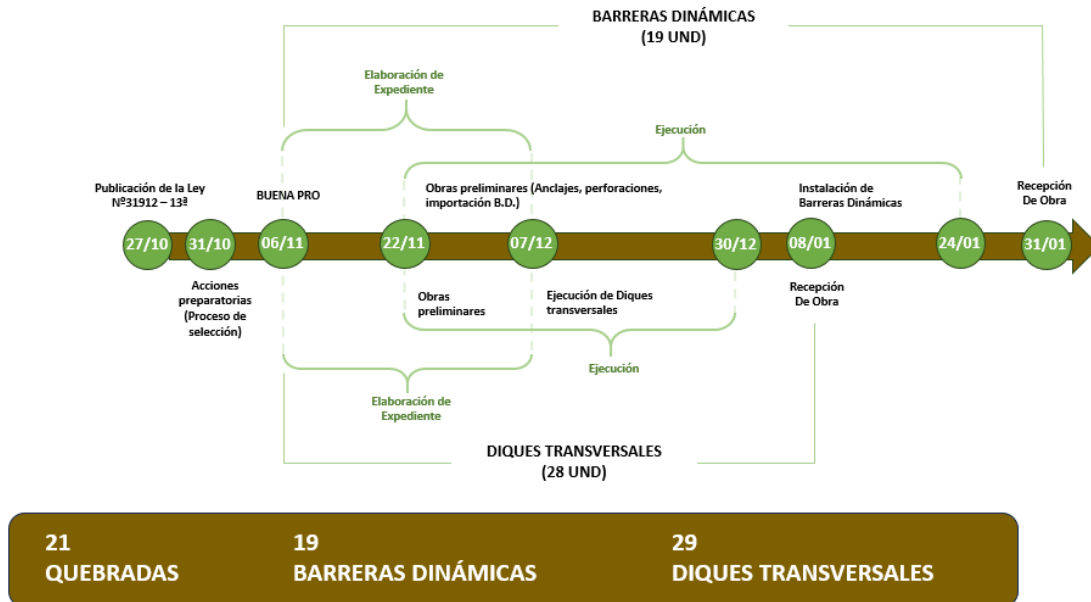 BARRERAS DINÁMICAS
(19 UND)
Elaboración de
Expediente
Ejecución
Publicación de la Ley
Nº31912 – 13ª
BUENA PRO
Obras preliminares (Anclajes, perforaciones,
importación B.D.)
Instalación de
Barreras Dinámicas
Recepción
De Obra
27/10
31/10
06/11
22/11
07/12
30/12
08/01
24/01
31/01
Acciones
preparatorias
(Proceso de
selección)
Obras
preliminares
Ejecución de Diques
transversales
Recepción
De Obra
Ejecución
Elaboración de
Expediente
DIQUES TRANSVERSALES
(28 UND)
21
QUEBRADAS
19
BARRERAS DINÁMICAS
29
DIQUES TRANSVERSALES